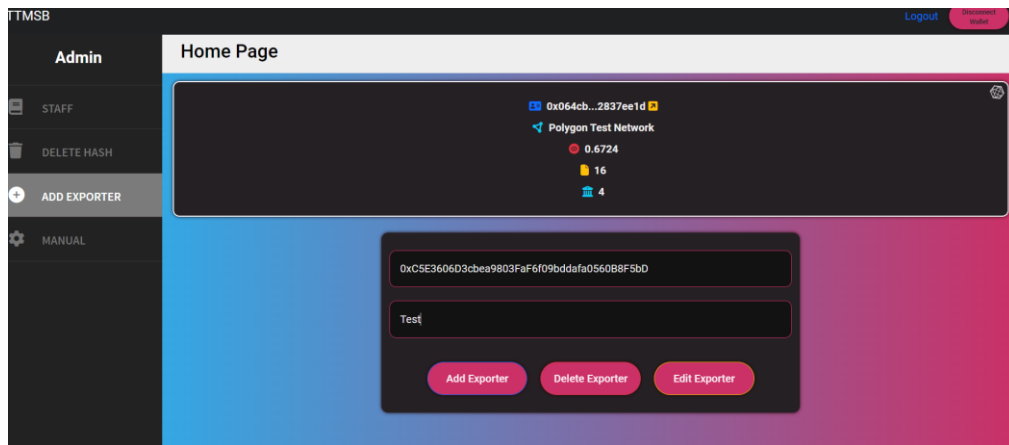 TTMSB
Logout
Disconnect
Wallet
Admin
Home Page
STAFF
DELETE HASH
ADD EXPORTER
MANUAL
0x064cb...2837ee1d
Polygon Test Network
0.6724
16
4
0xC5E3606D3cbea9803FaF6f09bddafa0560B8F5bD
Test
Add Exporter
Delete Exporter
Edit Exporter